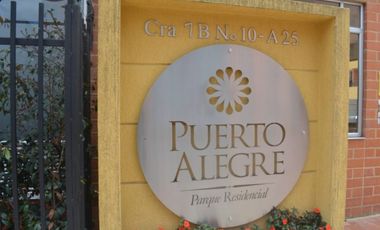 Cra 7B No 10-A25
PUERTO
ALEGRE
Parque Residencial